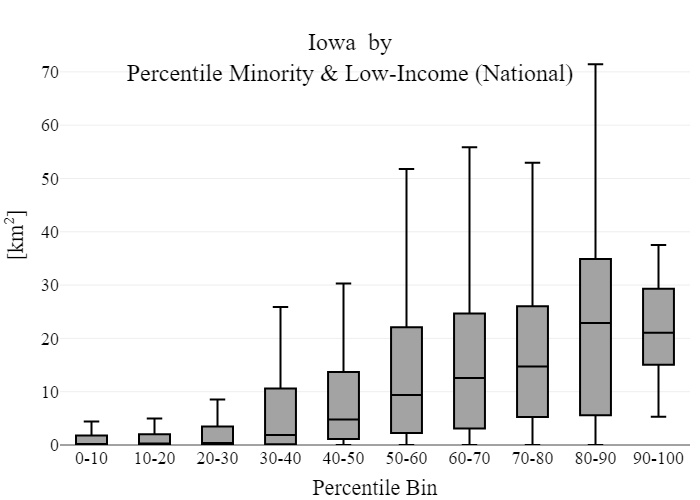 Iowa by
Percentile Minority & Low-Income (National)
70
60
50
40
30
20
10
0
[km²]
0-10 10-20 20-30 30-40 40-50 50-60 60-70 70-80 80-90 90-100
Percentile Bin